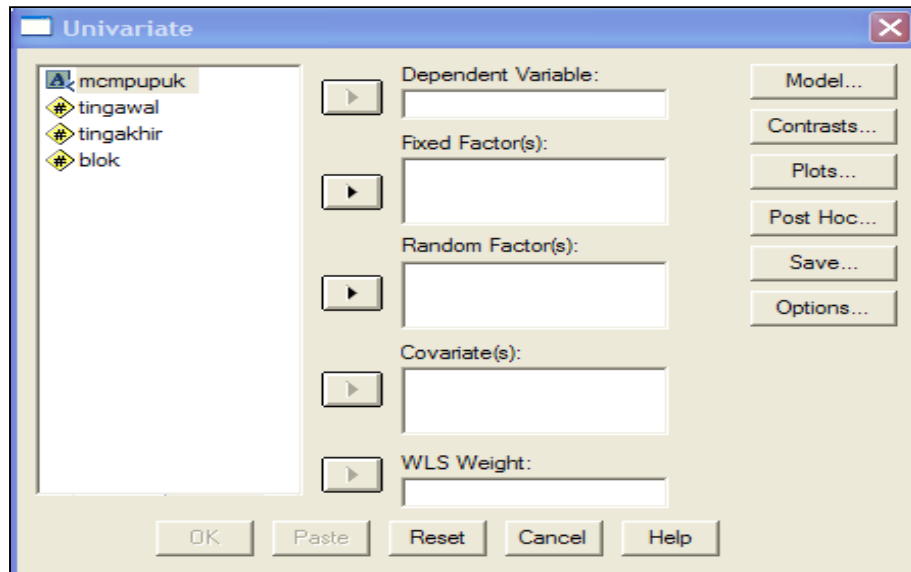 Univariate
mcmpupuk
tingawal
tingakhir
blok
Dependent Variable:
Fixed Factor(s):
Random Factor(s):
Covariate(s):
WLS Weight:
Model...
Contrasts...
Plots...
Post Hoc...
Save...
Options...
OK
Paste
Reset
Cancel
Help